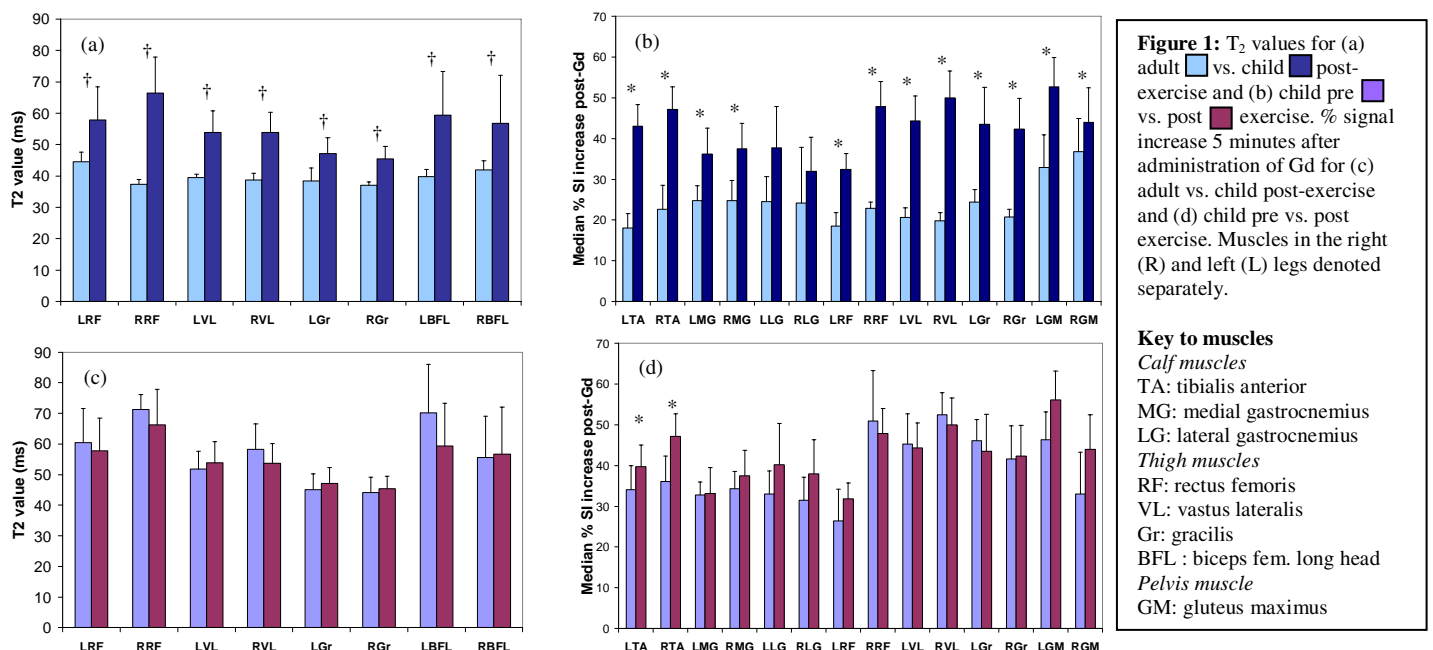 90
80
70
60
50
40
30
20
10
0
T2 value (ms)
(a)
† † † † † † † †
LRF RRF LVL RVL LGr RGr LBFL RBFL
70
60
50
40
30
20
10
0
Median % SI increase post-Gd
(b)
* * * * * * * * * * * *
LTA RTA LMG RMG LLG RLG LRF RRF LVL RVL LGr RGr LGM RGM
90
80
70
60
50
40
30
20
10
0
T2 value (ms)
(c)
LRF RRF LVL RVL LGr RGr LBFL RBFL
70
60
50
40
30
20
10
0
Median % SI increase post-Gd
(d)
* *
LTA RTA LMG RMG LLG RLG LRF RRF LVL RVL LGr RGr LGM RGM
Figure 1: T₂ values for (a)
adult vs. child post-
exercise and (b) child pre
vs. post exercise. % signal
increase 5 minutes after
administration of Gd for (c)
adult vs. child post-exercise
and (d) child pre vs. post
exercise. Muscles in the right
(R) and left (L) legs denoted
separately.
Key to muscles
Calf muscles
TA: tibialis anterior
MG: medial gastrocnemius
LG: lateral gastrocnemius
Thigh muscles
RF: rectus femoris
VL: vastus lateralis
Gr: gracilis
BFL : biceps fem. long head
Pelvis muscle
GM: gluteus maximus